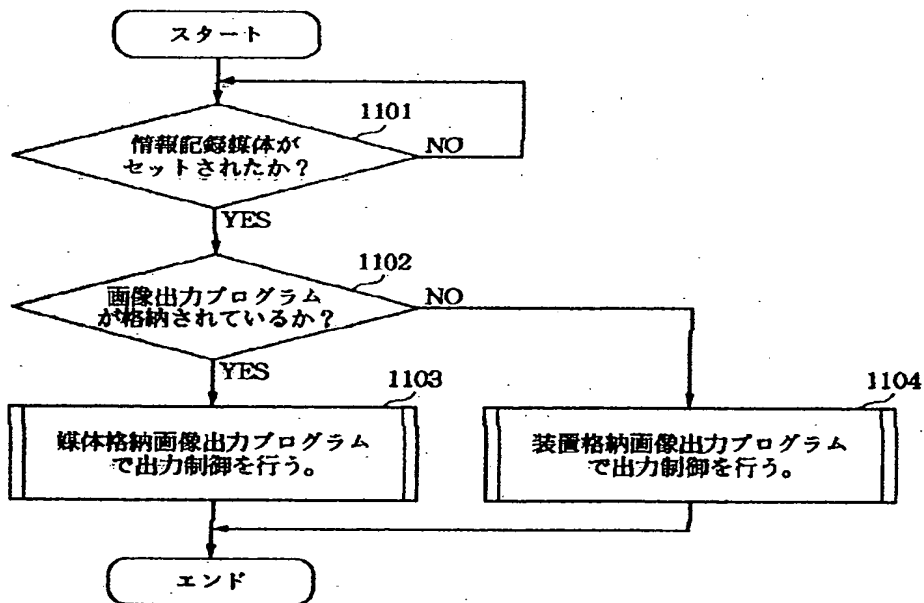 スタート
1101
情報記録媒体が
セットされたか？
NO
YES
1102
画像出力プログラム
が格納されているか？
NO
YES
1103
媒体格納画像出力プログラム
で出力制御を行う。
1104
装置格納画像出力プログラム
で出力制御を行う。
エンド